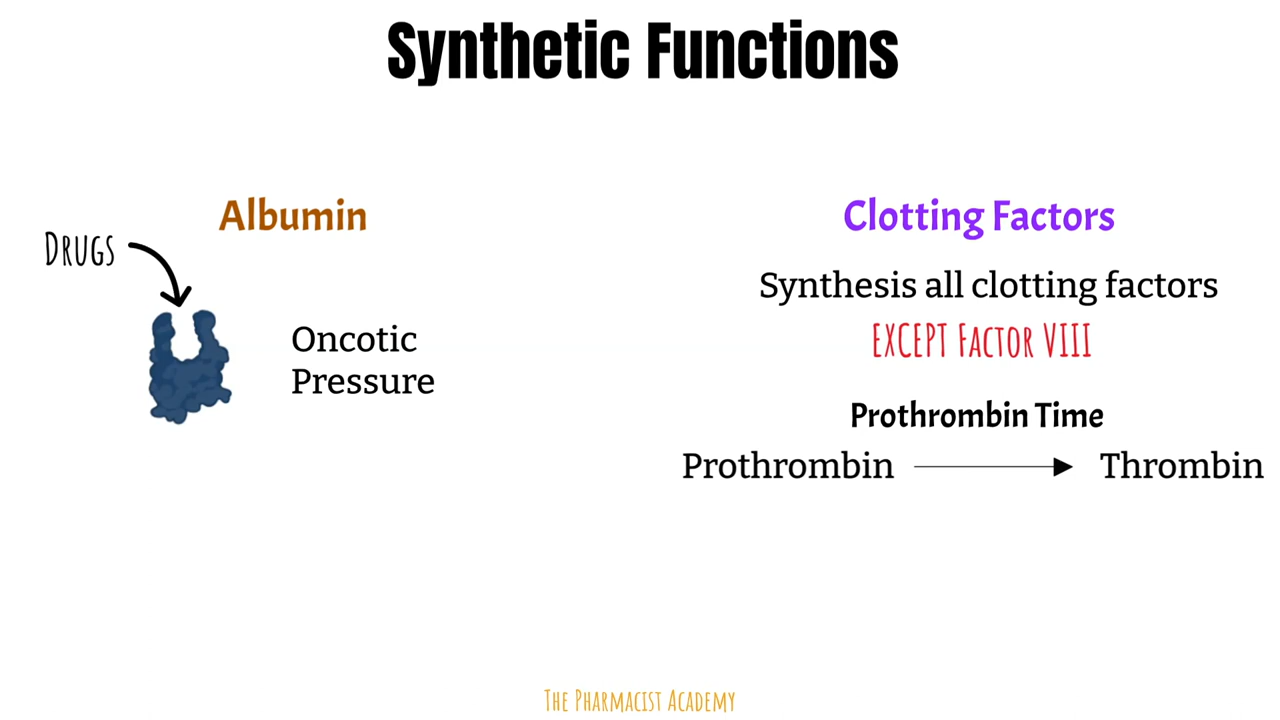 Synthetic Functions
Albumin
DRUGS
Oncotic
Pressure
Clotting Factors
Synthesis all clotting factors
EXCEPT FACTOR VIII
Prothrombin Time
Prothrombin
Thrombin
THE PHARMACIST ACADEMY